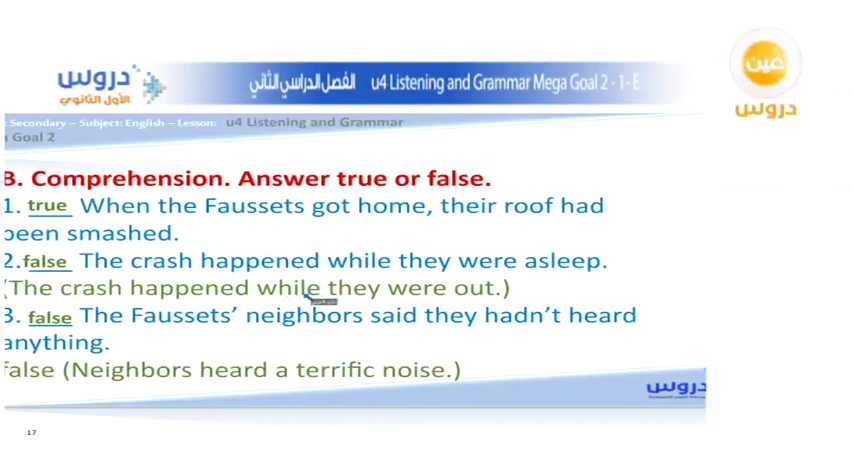 دروس
الأول الثانوي
الفصل الدراسي الثاني u4 Listening and Grammar Mega Goal 2 - 1- E
عين
دروس
Secondary – Subject: English – Lesson: u4 Listening and Grammar
Goal 2
B. Comprehension. Answer true or false.
1. true When the Faussets got home, their roof had
been smashed.
2. false The crash happened while they were asleep.
(The crash happened while they were out.)
3. false The Faussets’ neighbors said they hadn’t heard
anything.
false (Neighbors heard a terrific noise.)
دروس
17